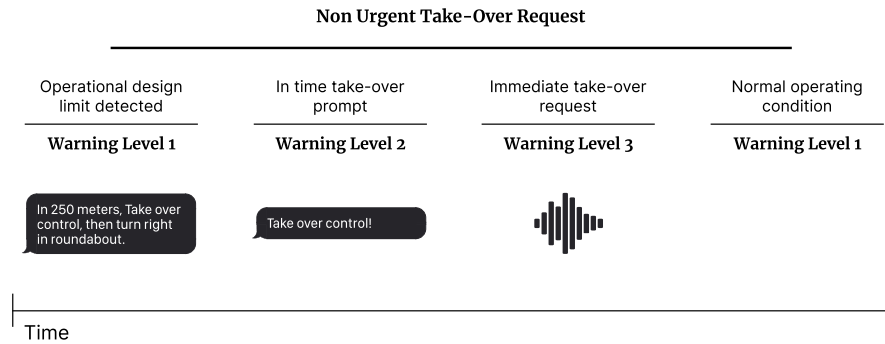 Non Urgent Take-Over Request
Operational design
limit detected
Warning Level 1
In time take-over
prompt
Warning Level 2
Immediate take-over
request
Warning Level 3
Normal operating
condition
Warning Level 1
In 250 meters, Take over
control, then turn right
in roundabout.
Take over control!
Time